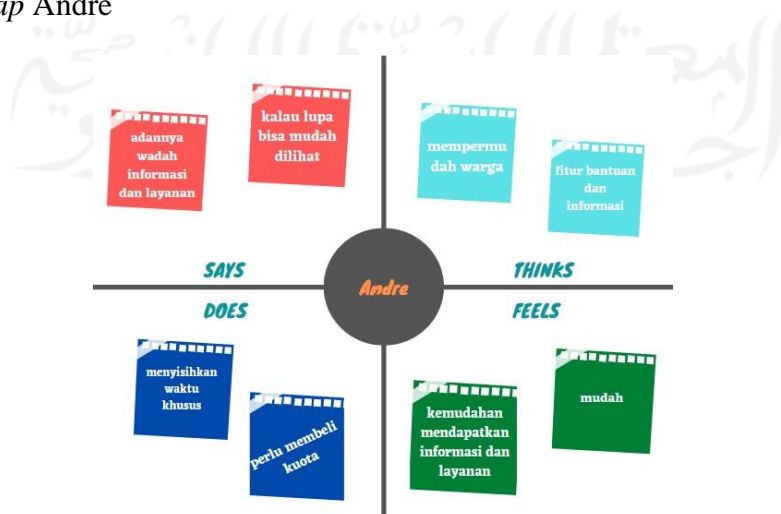 ap Andre
adannya
wadah
informasi
dan layanan
kalau lupa
bisa mudah
dilihat
mempermu
dah warga
fitur bantuan
dan
informasi
SAYS
THINKS
Andre
DOES
FEELS
menyisihkan
waktu
khusus
perlu membeli
kuota
kemudahan
mendapatkan
informasi dan
layanan
mudah